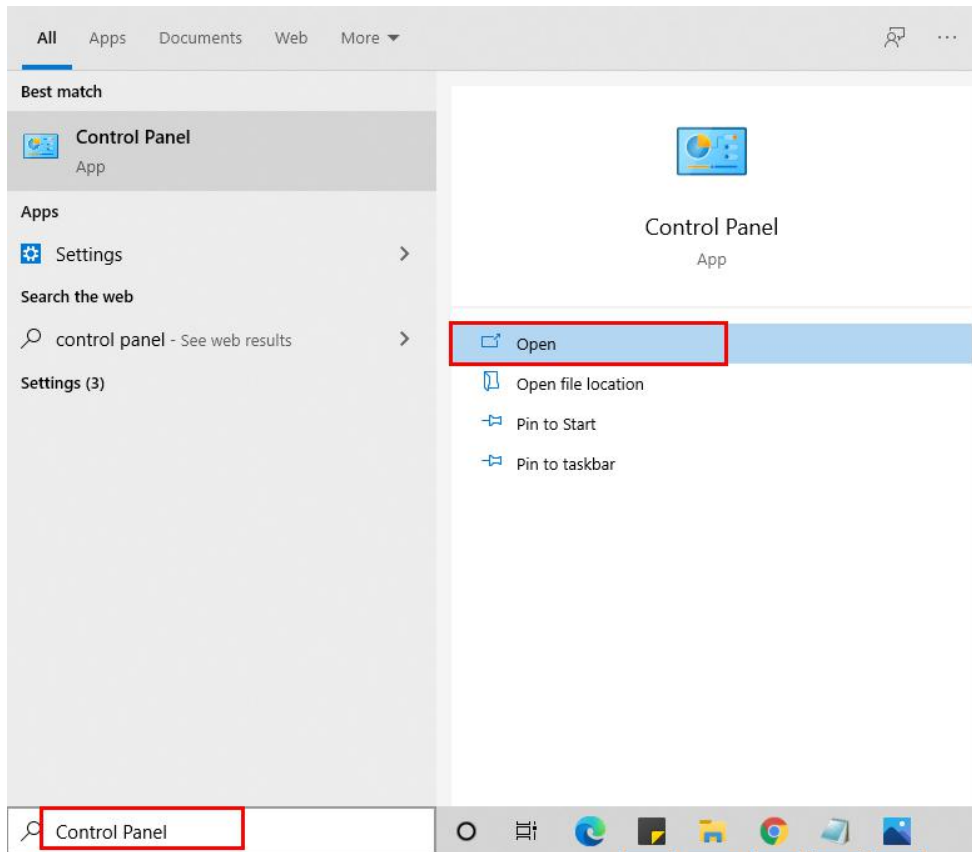 All Apps Documents Web More
Best match
Control Panel
App
Apps
Settings
Search the web
control panel - See web results
Settings (3)
Control Panel
App
Open
Open file location
Pin to Start
Pin to taskbar
Control Panel